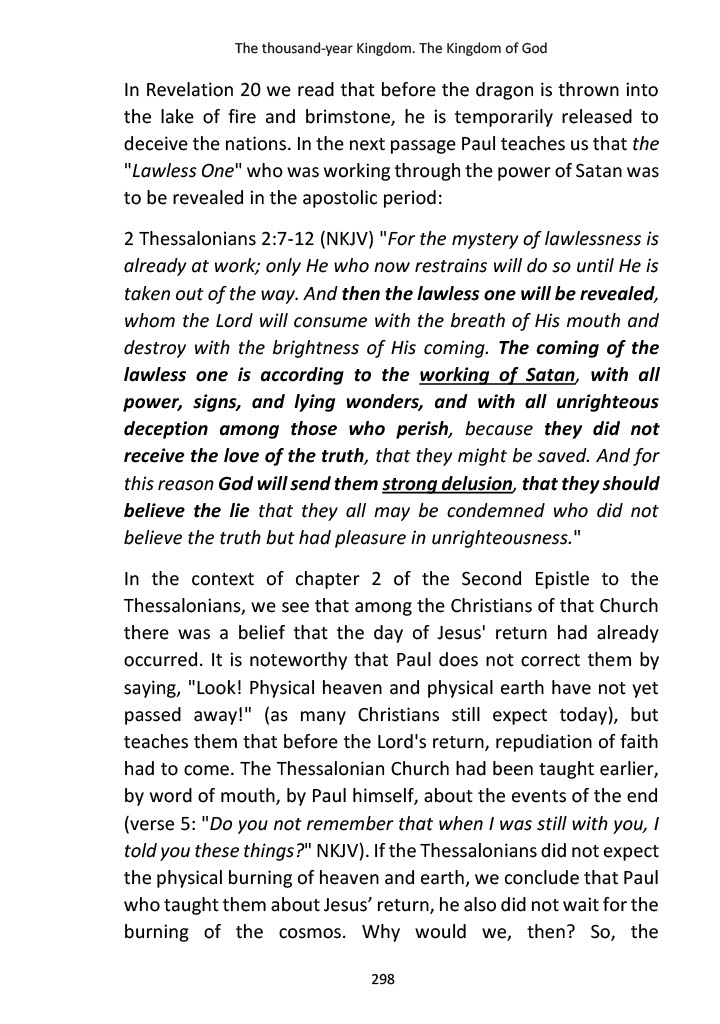 The thousand-year Kingdom. The Kingdom of God
In Revelation 20 we read that before the dragon is thrown into
the lake of fire and brimstone, he is temporarily released to
deceive the nations. In the next passage Paul teaches us that the
"Lawless One" who was working through the power of Satan was
to be revealed in the apostolic period:
2 Thessalonians 2:7-12 (NKJV) "For the mystery of lawlessness is
already at work; only He who now restrains will do so until He is
taken out of the way. And then the lawless one will be revealed,
whom the Lord will consume with the breath of His mouth and
destroy with the brightness of His coming. The coming of the
lawless one is according to the working of Satan, with all
power, signs, and lying wonders, and with all unrighteous
deception among those who perish, because they did not
receive the love of the truth, that they might be saved. And for
this reason God will send them strong delusion, that they should
believe the lie that they all may be condemned who did not
believe the truth but had pleasure in unrighteousness."
In the context of chapter 2 of the Second Epistle to the
Thessalonians, we see that among the Christians of that Church
there was a belief that the day of Jesus' return had already
occurred. It is noteworthy that Paul does not correct them by
saying, "Look! Physical heaven and physical earth have not yet
passed away!" (as many Christians still expect today), but
teaches them that before the Lord's return, repudiation of faith
had to come. The Thessalonian Church had been taught earlier,
by word of mouth, by Paul himself, about the events of the end
(verse 5: "Do you not remember that when I was still with you, I
told you these things?" NKJV). If the Thessalonians did not expect
the physical burning of heaven and earth, we conclude that Paul
who taught them about Jesus’ return, he also did not wait for the
burning of the cosmos. Why would we, then? So, the
298